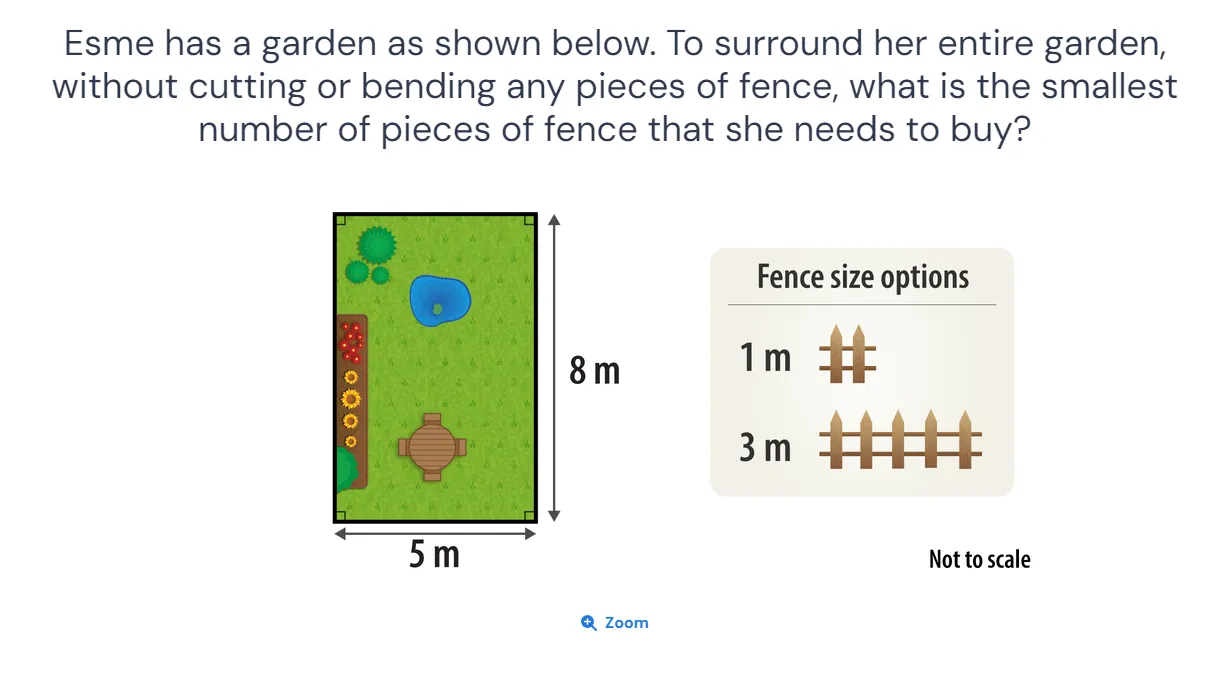 Esme has a garden as shown below. To surround her entire garden,
without cutting or bending any pieces of fence, what is the smallest
number of pieces of fence that she needs to buy?
Fence size options
1 m
3 m
8 m
5 m
Not to scale
Zoom